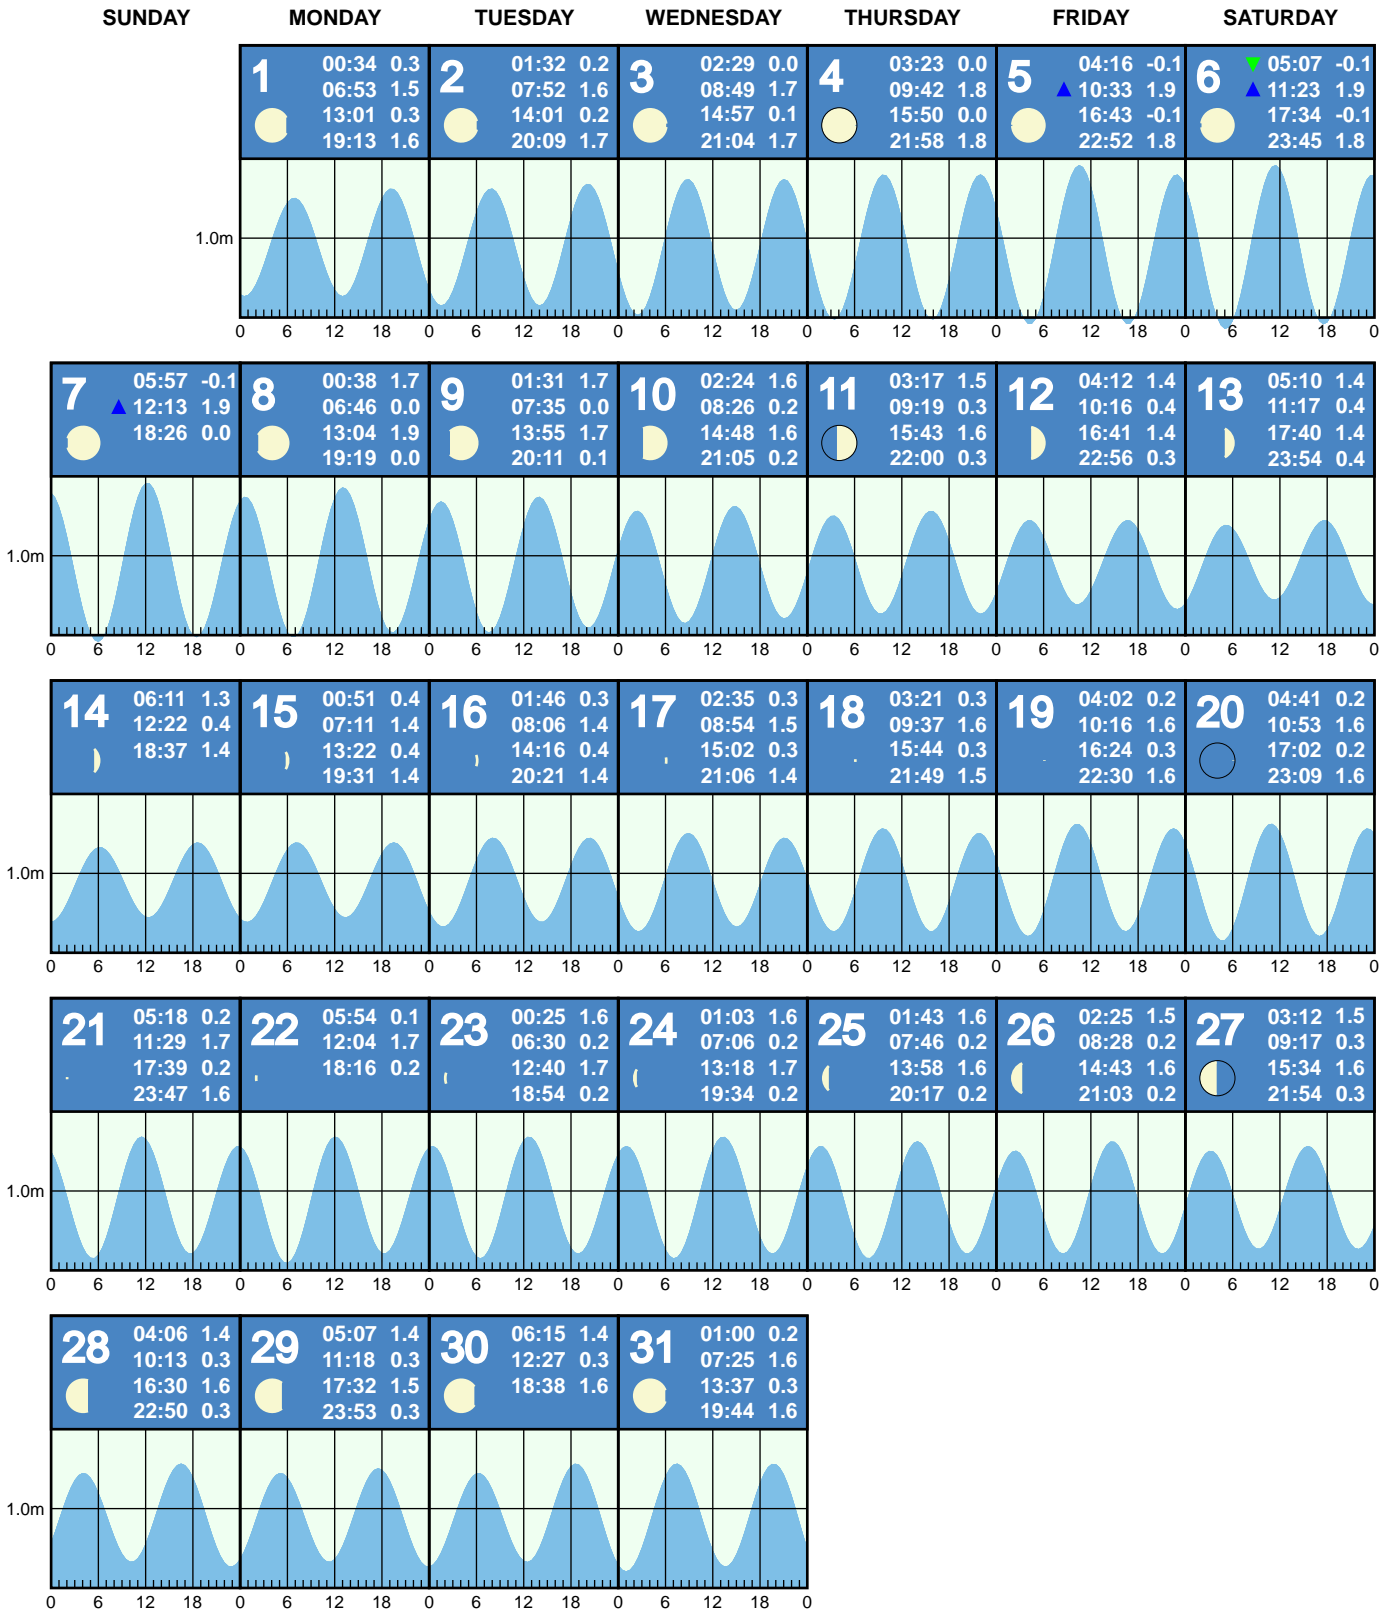 SUNDAY MONDAY TUESDAY WEDNESDAY THURSDAY FRIDAY SATURDAY
1 00:34 0.3
06:53 1.5
13:01 0.3
19:13 1.6
2 01:32 0.2
07:52 1.6
14:01 0.2
20:09 1.7
3 02:29 0.0
08:49 1.7
14:57 0.1
21:04 1.7
4 03:23 0.0
09:42 1.8
15:50 0.0
21:58 1.8
5 04:16 -0.1
10:33 1.9
16:43 -0.1
22:52 1.8
6 05:07 -0.1
11:23 1.9
17:34 -0.1
23:45 1.8
1.0m
0 6 12 18 0 6 12 18 0 6 12 18 0 6 12 18 0 6 12 18 0 6 12 18 0
7 05:57 -0.1
12:13 1.9
18:26 0.0
8 00:38 1.7
06:46 0.0
13:04 1.9
19:19 0.0
9 01:31 1.7
07:35 0.0
13:55 1.7
20:11 0.1
10 02:24 1.6
08:26 0.2
14:48 1.6
21:05 0.2
11 03:17 1.5
09:19 0.3
15:43 1.6
22:00 0.3
12 04:12 1.4
10:16 0.4
16:41 1.4
22:56 0.3
13 05:10 1.4
11:17 0.4
17:40 1.4
23:54 0.4
1.0m
0 6 12 18 0 6 12 18 0 6 12 18 0 6 12 18 0 6 12 18 0 6 12 18 0 6 12 18 0
14 06:11 1.3
12:22 0.4
18:37 1.4
15 00:51 0.4
07:11 1.4
13:22 0.4
19:31 1.4
16 01:46 0.3
08:06 1.4
14:16 0.4
20:21 1.4
17 02:35 0.3
08:54 1.5
15:02 0.3
21:06 1.4
18 03:21 0.3
09:37 1.6
15:44 0.3
21:49 1.5
19 04:02 0.2
10:16 1.6
16:24 0.3
22:30 1.6
20 04:41 0.2
10:53 1.6
17:02 0.2
23:09 1.6
1.0m
0 6 12 18 0 6 12 18 0 6 12 18 0 6 12 18 0 6 12 18 0 6 12 18 0 6 12 18 0
21 05:18 0.2
11:29 1.7
17:39 0.2
23:47 1.6
22 05:54 0.1
12:04 1.7
18:16 0.2
23 00:25 1.6
06:30 0.2
12:40 1.7
18:54 0.2
24 01:03 1.6
07:06 0.2
13:18 1.7
19:34 0.2
25 01:43 1.6
07:46 0.2
13:58 1.6
20:17 0.2
26 02:25 1.5
08:28 0.2
14:43 1.6
21:03 0.2
27 03:12 1.5
09:17 0.3
15:34 1.6
21:54 0.3
1.0m
0 6 12 18 0 6 12 18 0 6 12 18 0 6 12 18 0 6 12 18 0 6 12 18 0 6 12 18 0
28 04:06 1.4
10:13 0.3
16:30 1.6
22:50 0.3
29 05:07 1.4
11:18 0.3
17:32 1.5
23:53 0.3
30 06:15 1.4
12:27 0.3
18:38 1.6
31 01:00 0.2
07:25 1.6
13:37 0.3
19:44 1.6
1.0m
0 6 12 18 0 6 12 18 0 6 12 18 0 6 12 18 0